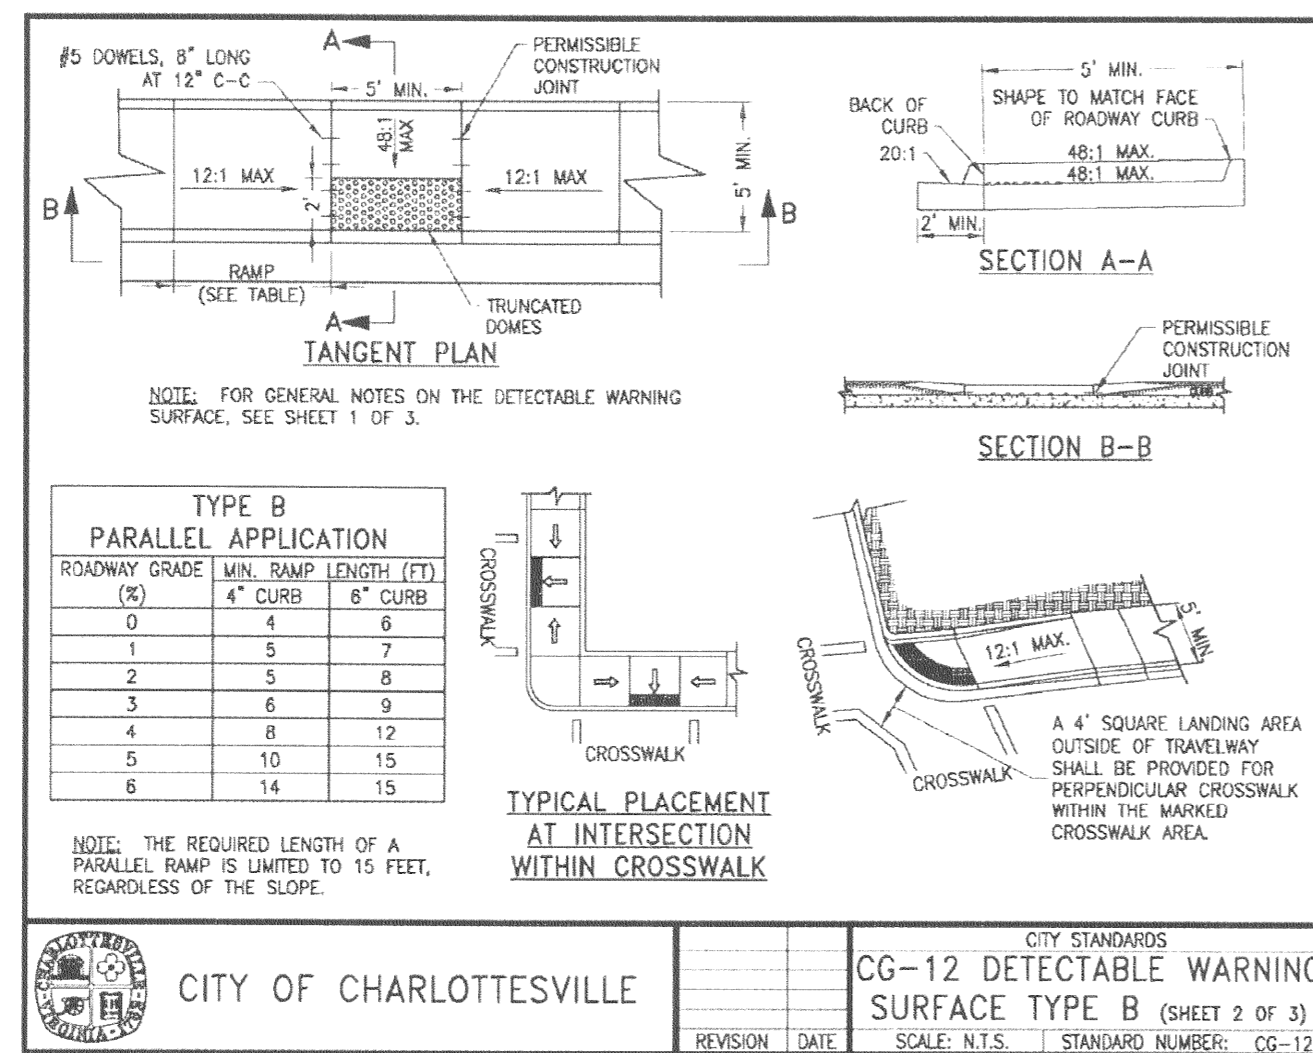 #5 DOWELS, 8" LONG
AT 12" C-C
A
PERMISSIBLE
CONSTRUCTION
JOINT
5' MIN.
48:1
MAX
12:1 MAX
12:1 MAX
2'
5' MIN.
B
B
RAMP
(SEE TABLE)
A
TRUNCATED
DOMES
TANGENT PLAN
NOTE: FOR GENERAL NOTES ON THE DETECTABLE WARNING
SURFACE, SEE SHEET 1 OF 3.
5' MIN.
BACK OF
CURB
SHAPE TO MATCH FACE
OF ROADWAY CURB
20:1
48:1 MAX.
48:1 MAX.
2' MIN.
SECTION A-A
PERMISSIBLE
CONSTRUCTION
JOINT
SECTION B-B
TYPE B
PARALLEL APPLICATION
ROADWAY GRADE
(%)
MIN. RAMP LENGTH (FT)
4" CURB 6" CURB
0 4 6
1 5 7
2 5 8
3 6 9
4 8 12
5 10 15
6 14 15
NOTE: THE REQUIRED LENGTH OF A
PARALLEL RAMP IS LIMITED TO 15 FEET,
REGARDLESS OF THE SLOPE.
CROSSWALK
CROSSWALK
TYPICAL PLACEMENT
AT INTERSECTION
WITHIN CROSSWALK
12:1 MAX.
5' MIN.
CROSSWALK
CROSSWALK
A 4' SQUARE LANDING AREA
OUTSIDE OF TRAVELWAY
SHALL BE PROVIDED FOR
PERPENDICULAR CROSSWALK
WITHIN THE MARKED
CROSSWALK AREA.
CHARLOTTESVILLE
VIRGINIA
CITY OF CHARLOTTESVILLE
REVISION DATE
CITY STANDARDS
CG-12 DETECTABLE WARNING
SURFACE TYPE B (SHEET 2 OF 3)
SCALE: N.T.S. STANDARD NUMBER: CG-12